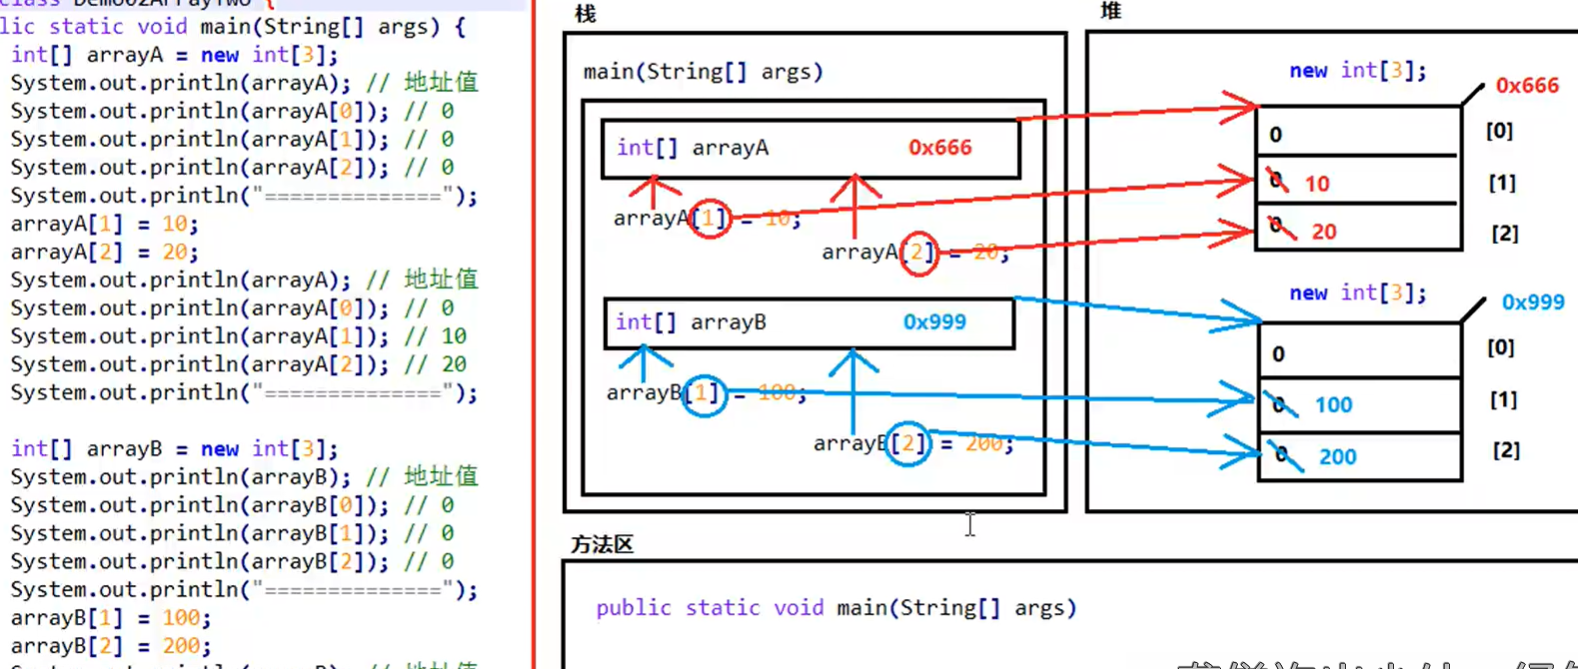 class Demo02ArrayTwo {
lic static void main(String[] args) {
int[] arrayA = new int[3];
System.out.println(arrayA); // 地址值
System.out.println(arrayA[0]); // 0
System.out.println(arrayA[1]); // 0
System.out.println(arrayA[2]); // 0
System.out.println("==============");
arrayA[1] = 10;
arrayA[2] = 20;
System.out.println(arrayA); // 地址值
System.out.println(arrayA[0]); // 0
System.out.println(arrayA[1]); // 10
System.out.println(arrayA[2]); // 20
System.out.println("==============");
int[] arrayB = new int[3];
System.out.println(arrayB); // 地址值
System.out.println(arrayB[0]); // 0
System.out.println(arrayB[1]); // 0
System.out.println(arrayB[2]); // 0
System.out.println("==============");
arrayB[1] = 100;
arrayB[2] = 200;
栈
main(String[] args)
int[] arrayA 0x666
arrayA[1] = 10;
arrayA[2] = 20;
int[] arrayB 0x999
arrayB[1] = 100;
arrayB[2] = 200;
堆
new int[3];
0x666
0 [0]
0 10 [1]
0 20 [2]
new int[3];
0x999
0 [0]
0 100 [1]
0 200 [2]
方法区
public static void main(String[] args)